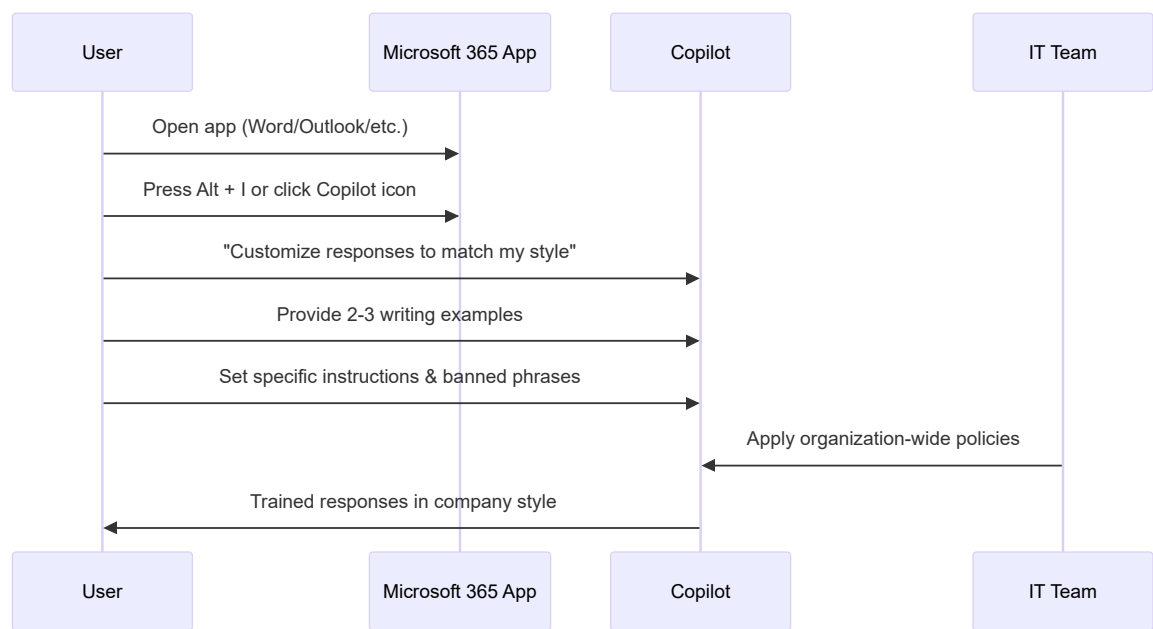 User
Microsoft 365 App
Copilot
IT Team
Open app (Word/Outlook/etc.)
Press Alt + I or click Copilot icon
"Customize responses to match my style"
Provide 2-3 writing examples
Set specific instructions & banned phrases
Apply organization-wide policies
Trained responses in company style
User
Microsoft 365 App
Copilot
IT Team